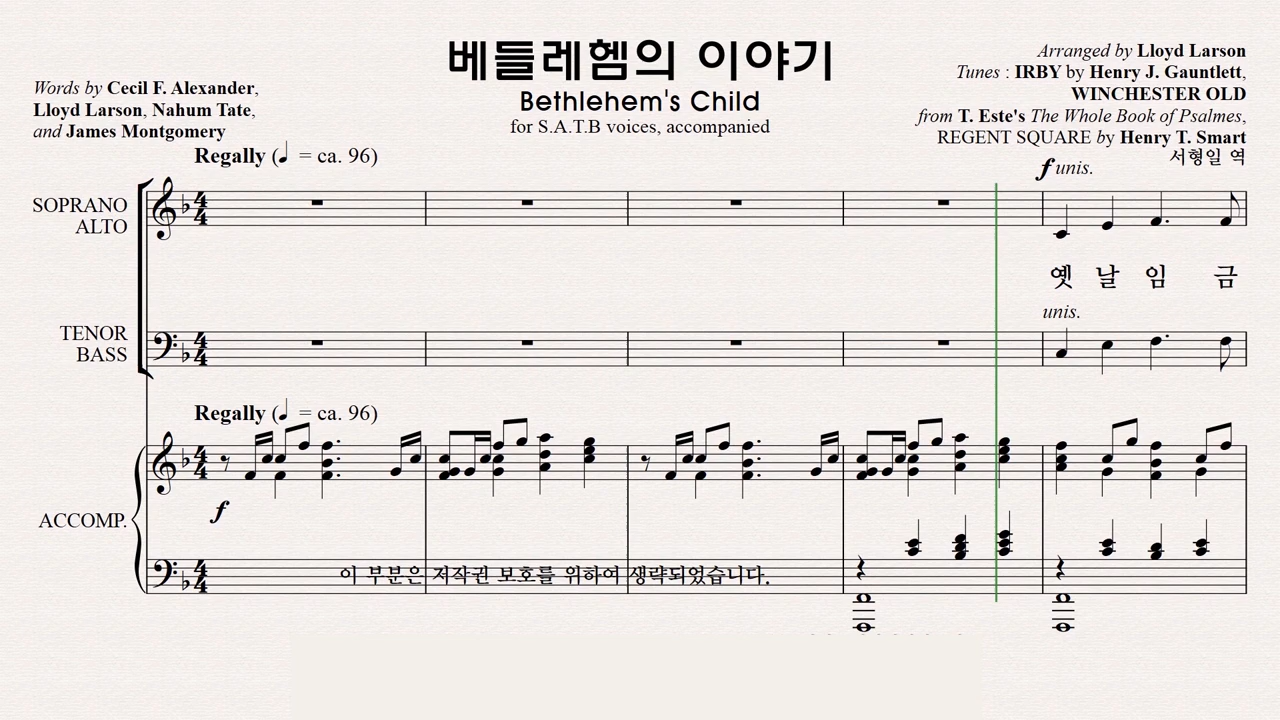 베들레헴의 이야기
Bethlehem's Child
for S.A.T.B voices, accompanied
Words by Cecil F. Alexander,
Lloyd Larson, Nahum Tate,
and James Montgomery
Arranged by Lloyd Larson
Tunes : IRBY by Henry J. Gauntlett,
WINCHESTER OLD
from T. Este's The Whole Book of Psalmes,
REGENT SQUARE by Henry T. Smart
서형일 역
Regally (♩ = ca. 96)
f unis.
SOPRANO
ALTO
옛 날 임 금
unis.
TENOR
BASS
Regally (♩ = ca. 96)
f
ACCOMP.
이 부분은 저작권 보호를 위하여 생략되었습니다.